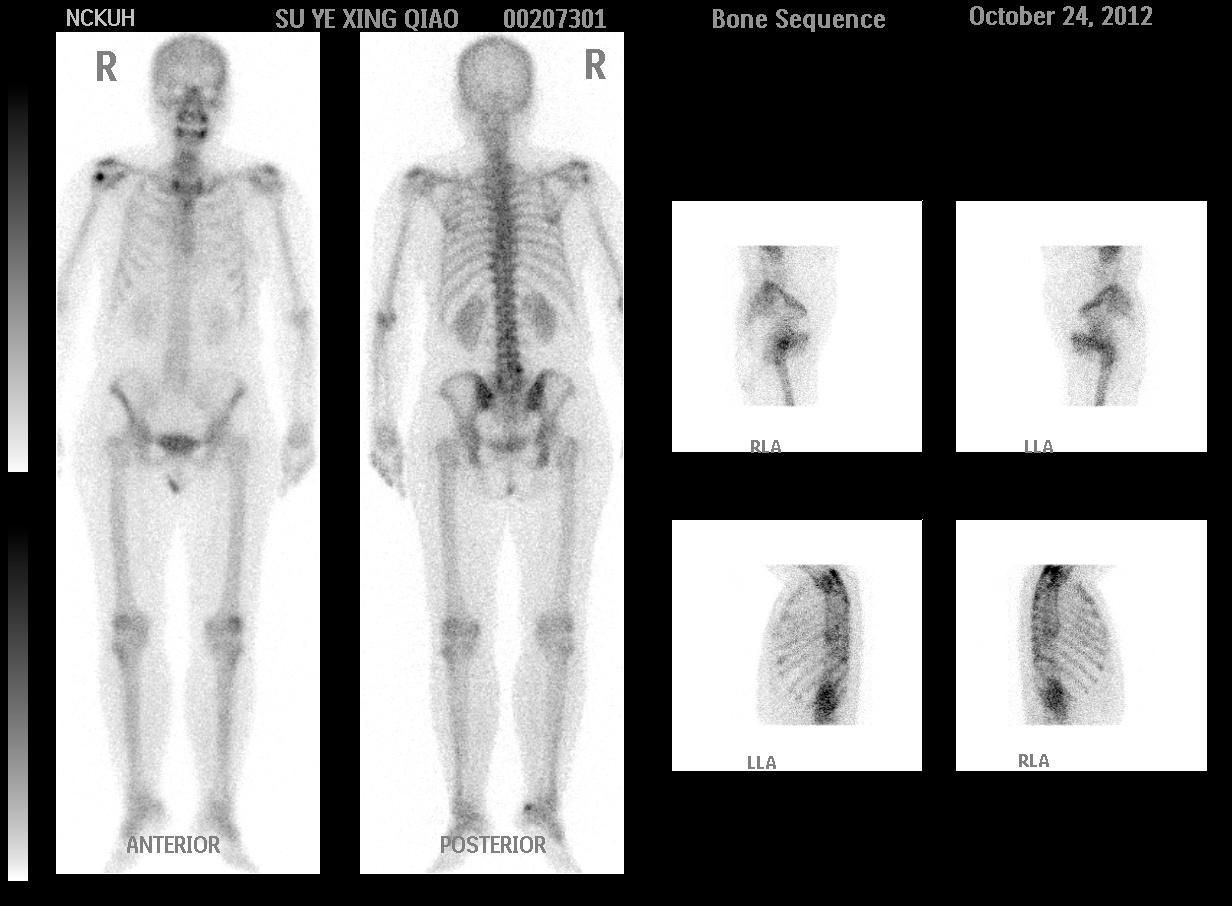 NCKUH SU YE XING QIAO 00207301 Bone Sequence October 24, 2012
R R
RLA LLA
LLA RLA
ANTERIOR POSTERIOR